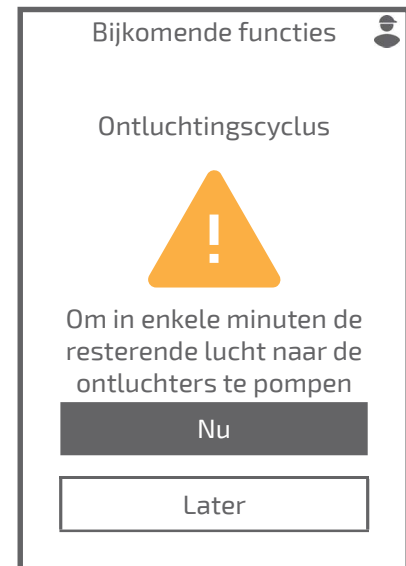 Bijkomende functies
Ontluchtingscyclus
!
Om in enkele minuten de
resterende lucht naar de
ontluchters te pompen
Nu
Later